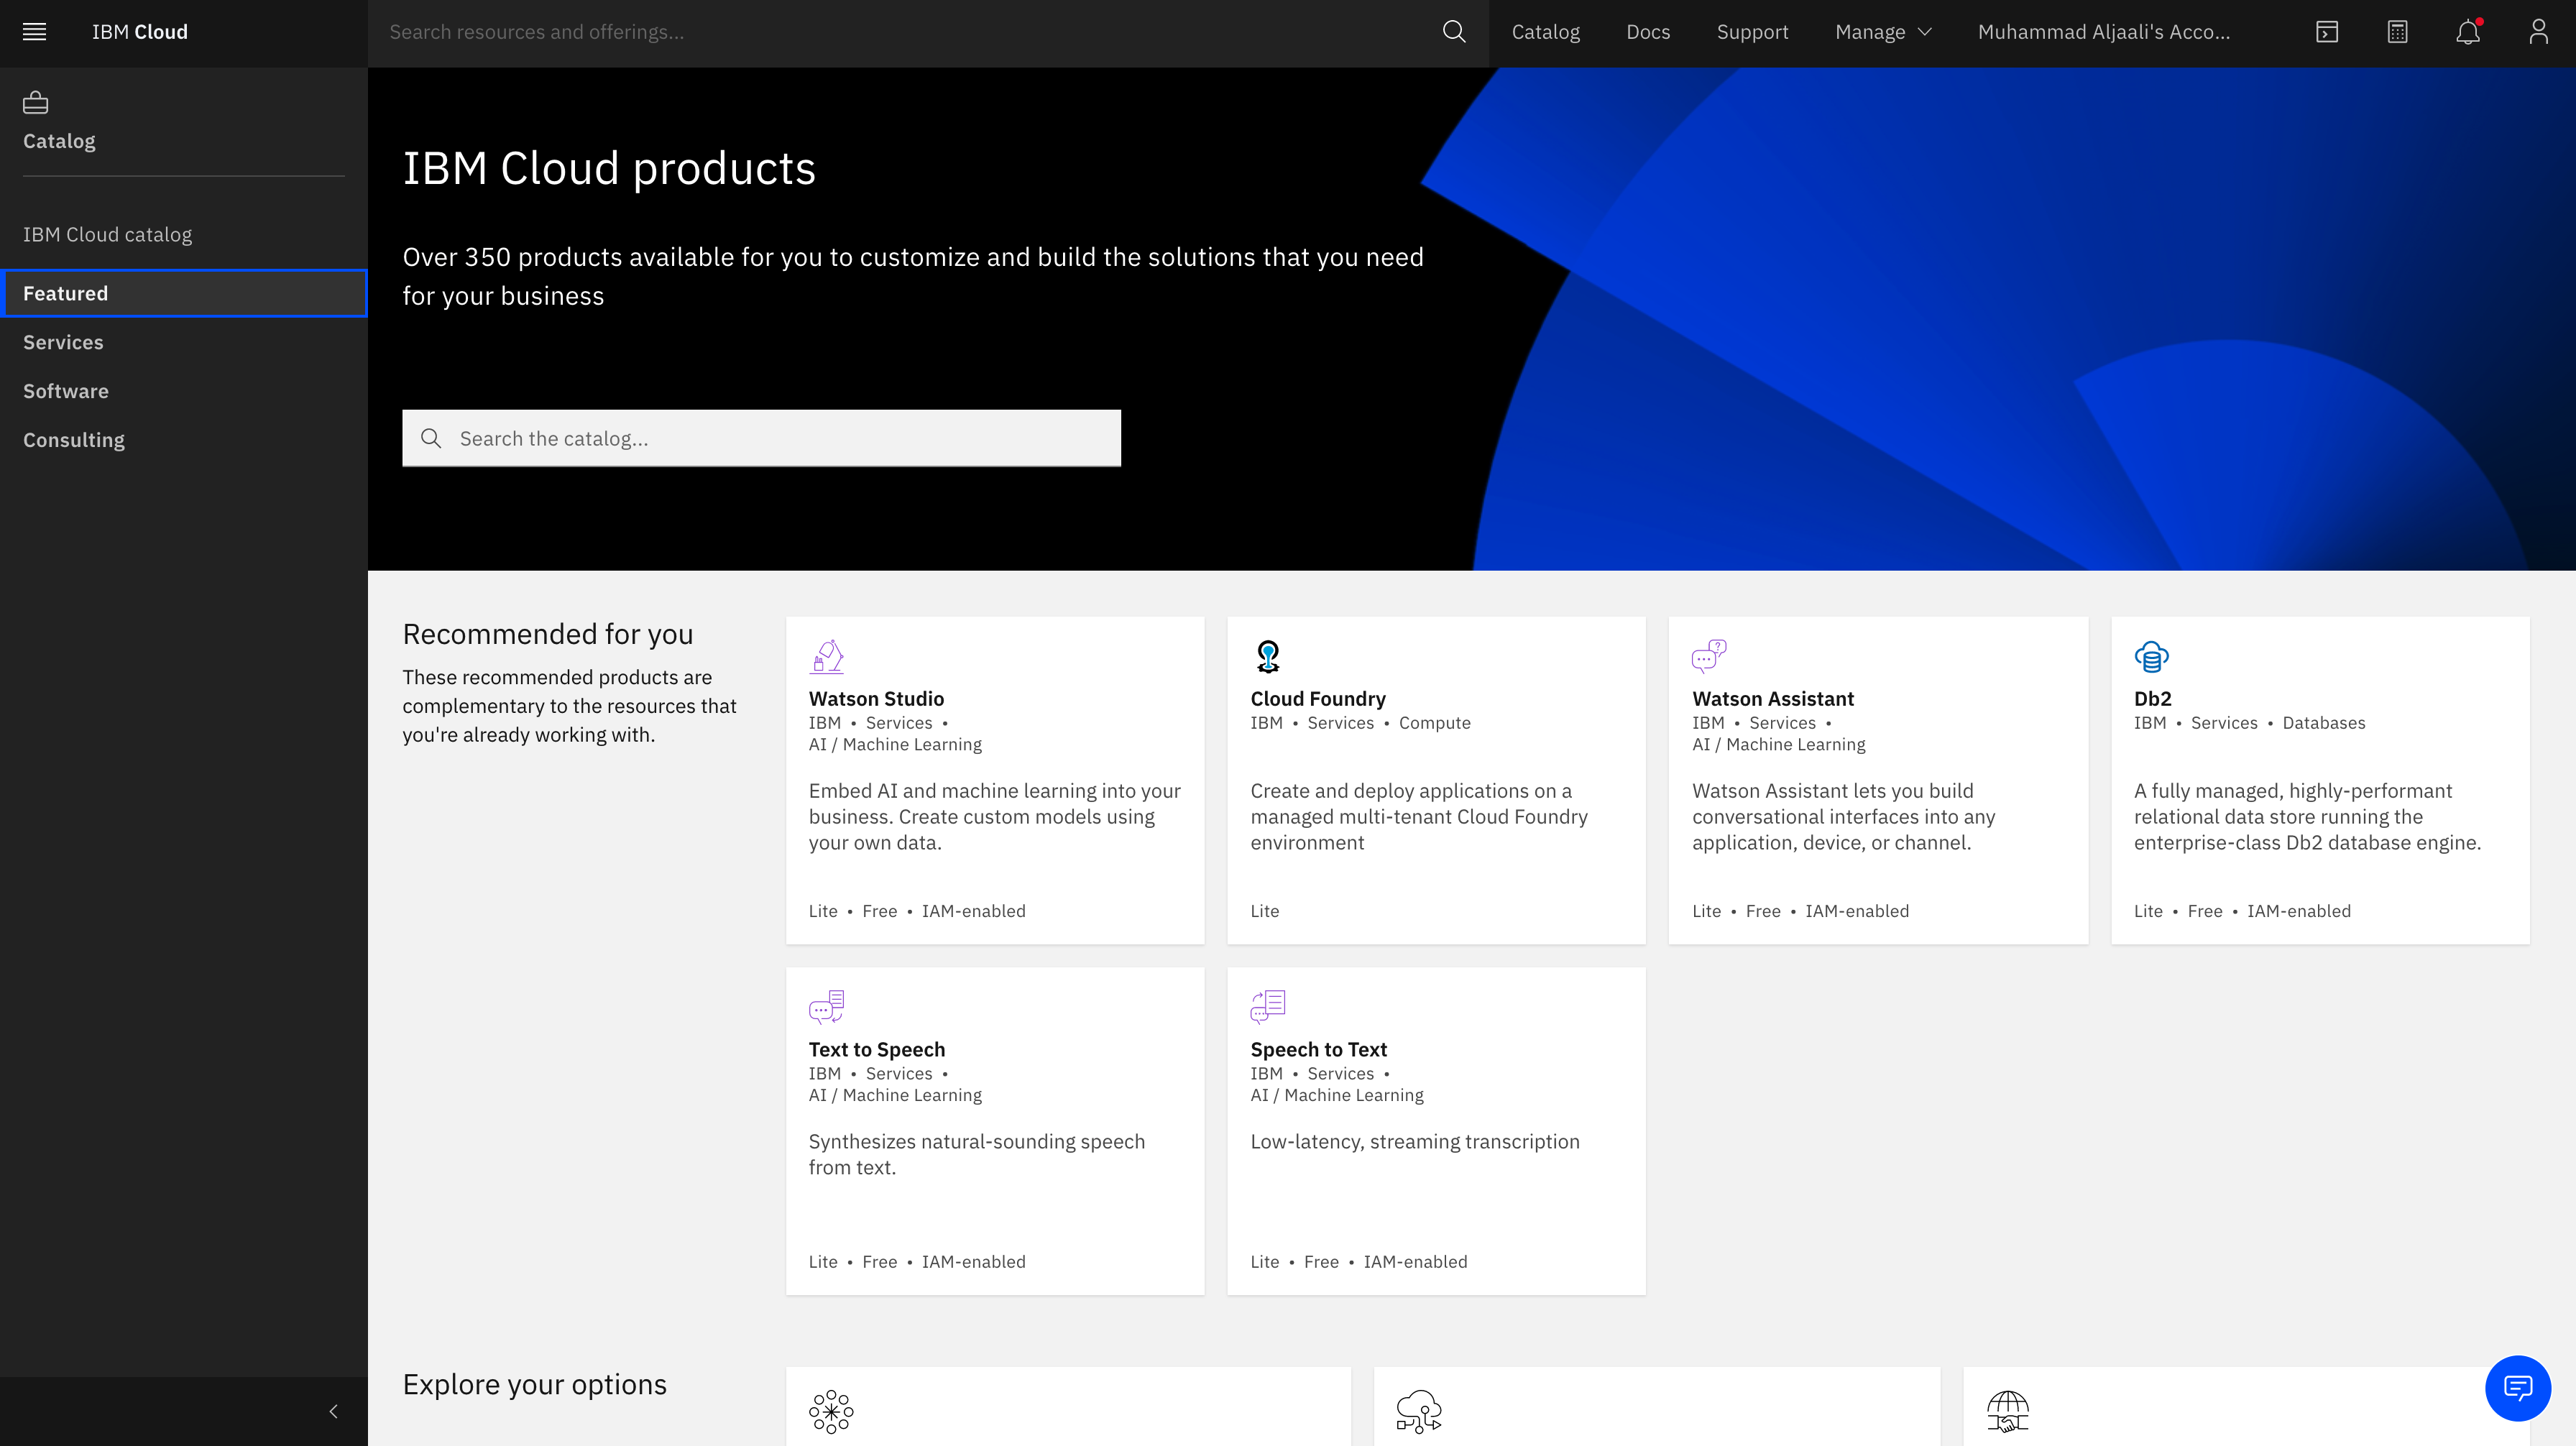 IBM Cloud
Search resources and offerings...
Catalog
Docs
Support
Manage
Muhammad Aljaali's Acco...
Catalog
IBM Cloud catalog
Featured
Services
Software
Consulting
IBM Cloud products
Over 350 products available for you to customize and build the solutions that you need
for your business
Search the catalog...
Recommended for you
These recommended products are
complementary to the resources that
you're already working with.
Watson Studio
IBM • Services •
AI / Machine Learning
Embed AI and machine learning into your
business. Create custom models using
your own data.
Lite • Free • IAM-enabled
Cloud Foundry
IBM • Services • Compute
Create and deploy applications on a
managed multi-tenant Cloud Foundry
environment
Lite
Watson Assistant
IBM • Services •
AI / Machine Learning
Watson Assistant lets you build
conversational interfaces into any
application, device, or channel.
Lite • Free • IAM-enabled
Db2
IBM • Services • Databases
A fully managed, highly-performant
relational data store running the
enterprise-class Db2 database engine.
Lite • Free • IAM-enabled
Text to Speech
IBM • Services •
AI / Machine Learning
Synthesizes natural-sounding speech
from text.
Lite • Free • IAM-enabled
Speech to Text
IBM • Services •
AI / Machine Learning
Low-latency, streaming transcription
Lite • Free • IAM-enabled
Explore your options